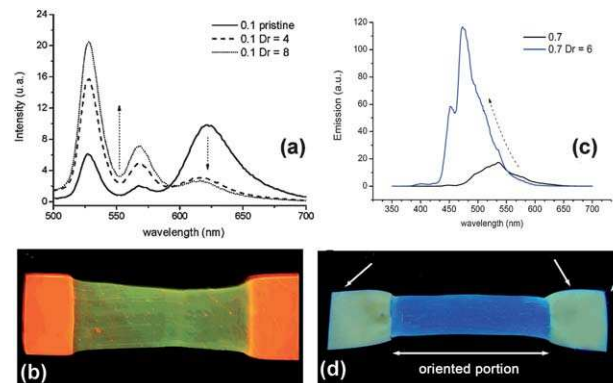 0.1 pristine
0.1 Dr = 4
0.1 Dr = 8
(a)
Intensity (u.a.)
24
20
16
12
8
4
0
500 550 600 650 700
wavelength (nm)
0.7
0.7 Dr = 6
(c)
Emission (a.u.)
120
100
80
60
40
20
0
350 400 450 500 550 600 650 700
wavelength (nm)
(b)
(d)
oriented portion